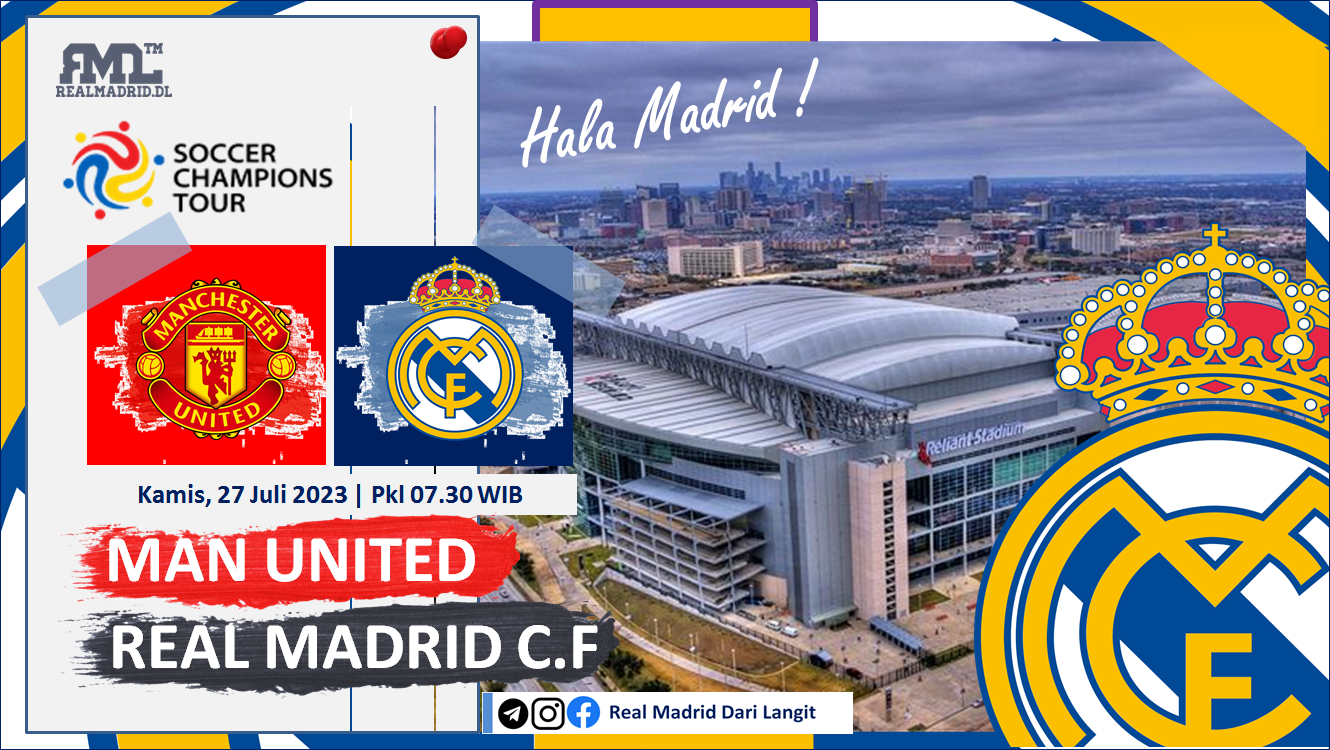 RML™
REALMADRID.DL
SOCCER
CHAMPIONS
TOUR
Hala Madrid !
MANCHESTER
UNITED
Reliant Stadium
Kamis, 27 Juli 2023 | Pkl 07.30 WIB
MAN UNITED
REAL MADRID C.F
Real Madrid Dari Langit